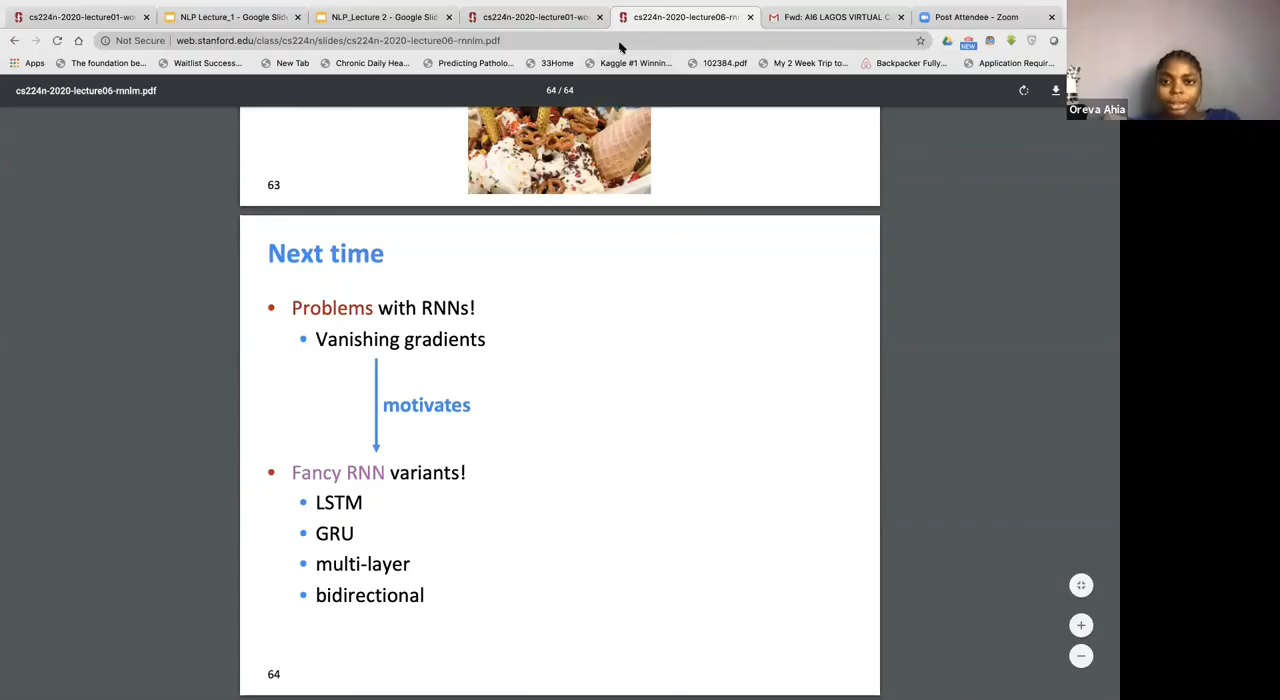 cs224n-2020-lecture01-wo
NLP Lecture_1 - Google Slid
NLP_Lecture 2 - Google Slid
cs224n-2020-lecture01-wo
cs224n-2020-lecture06-rn
Fwd: AI6 LAGOS VIRTUAL C
Post Attendee - Zoom
Not Secure
web.stanford.edu/class/cs224n/slides/cs224n-2020-lecture06-rnnlm.pdf
NEW
Apps
The foundation be...
Waitlist Success...
New Tab
Chronic Daily Hea...
Predicting Patholo...
33Home
Kaggle #1 Winnin...
102384.pdf
My 2 Week Trip to...
Backpacker Fully...
Application Requir...
cs224n-2020-lecture06-rnnlm.pdf
64 / 64
Oreva Ahia
63
Next time
• Problems with RNNs!
• Vanishing gradients
motivates
• Fancy RNN variants!
• LSTM
• GRU
• multi-layer
• bidirectional
64